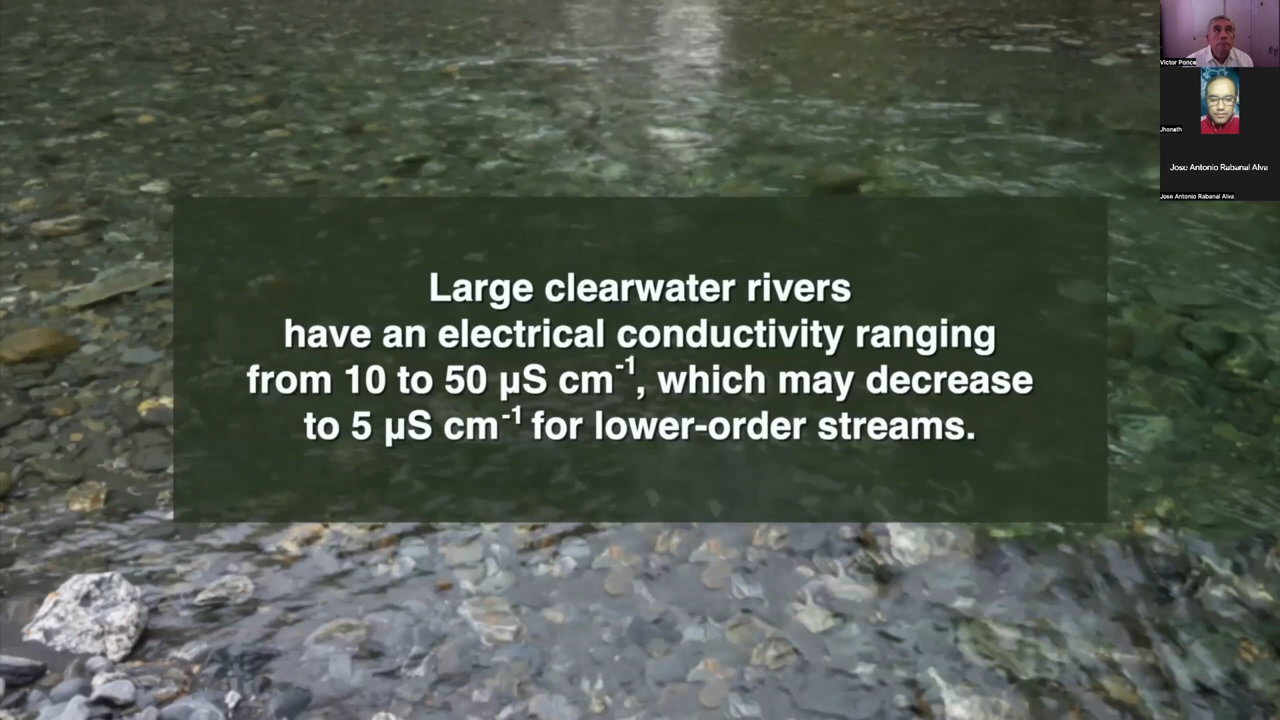 Large clearwater rivers
have an electrical conductivity ranging
from 10 to 50 µS cm⁻¹, which may decrease
to 5 µS cm⁻¹ for lower-order streams.
Victor Ponce
Jhonath
Jose Antonio Rabanal Alva
Jose Antonio Rabanal Alva